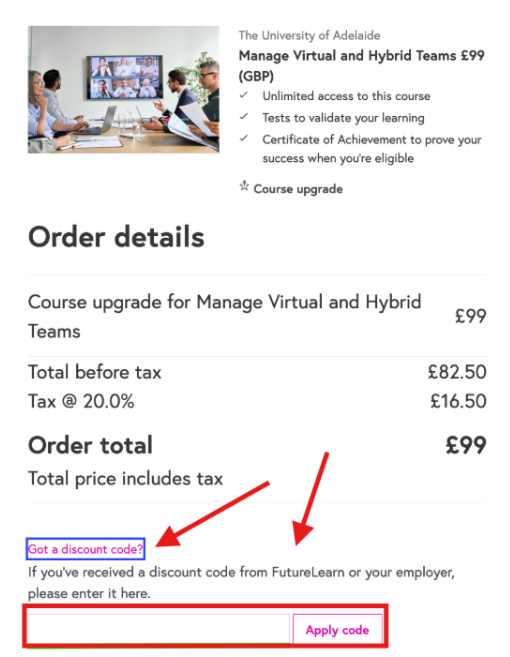 The University of Adelaide
Manage Virtual and Hybrid Teams £99
(GBP)
Unlimited access to this course
Tests to validate your learning
Certificate of Achievement to prove your
success when you're eligible
Course upgrade
Order details
Course upgrade for Manage Virtual and Hybrid
Teams
£99
Total before tax £82.50
Tax @ 20.0% £16.50
Order total £99
Total price includes tax
Got a discount code?
If you've received a discount code from FutureLearn or your employer,
please enter it here.
Apply code